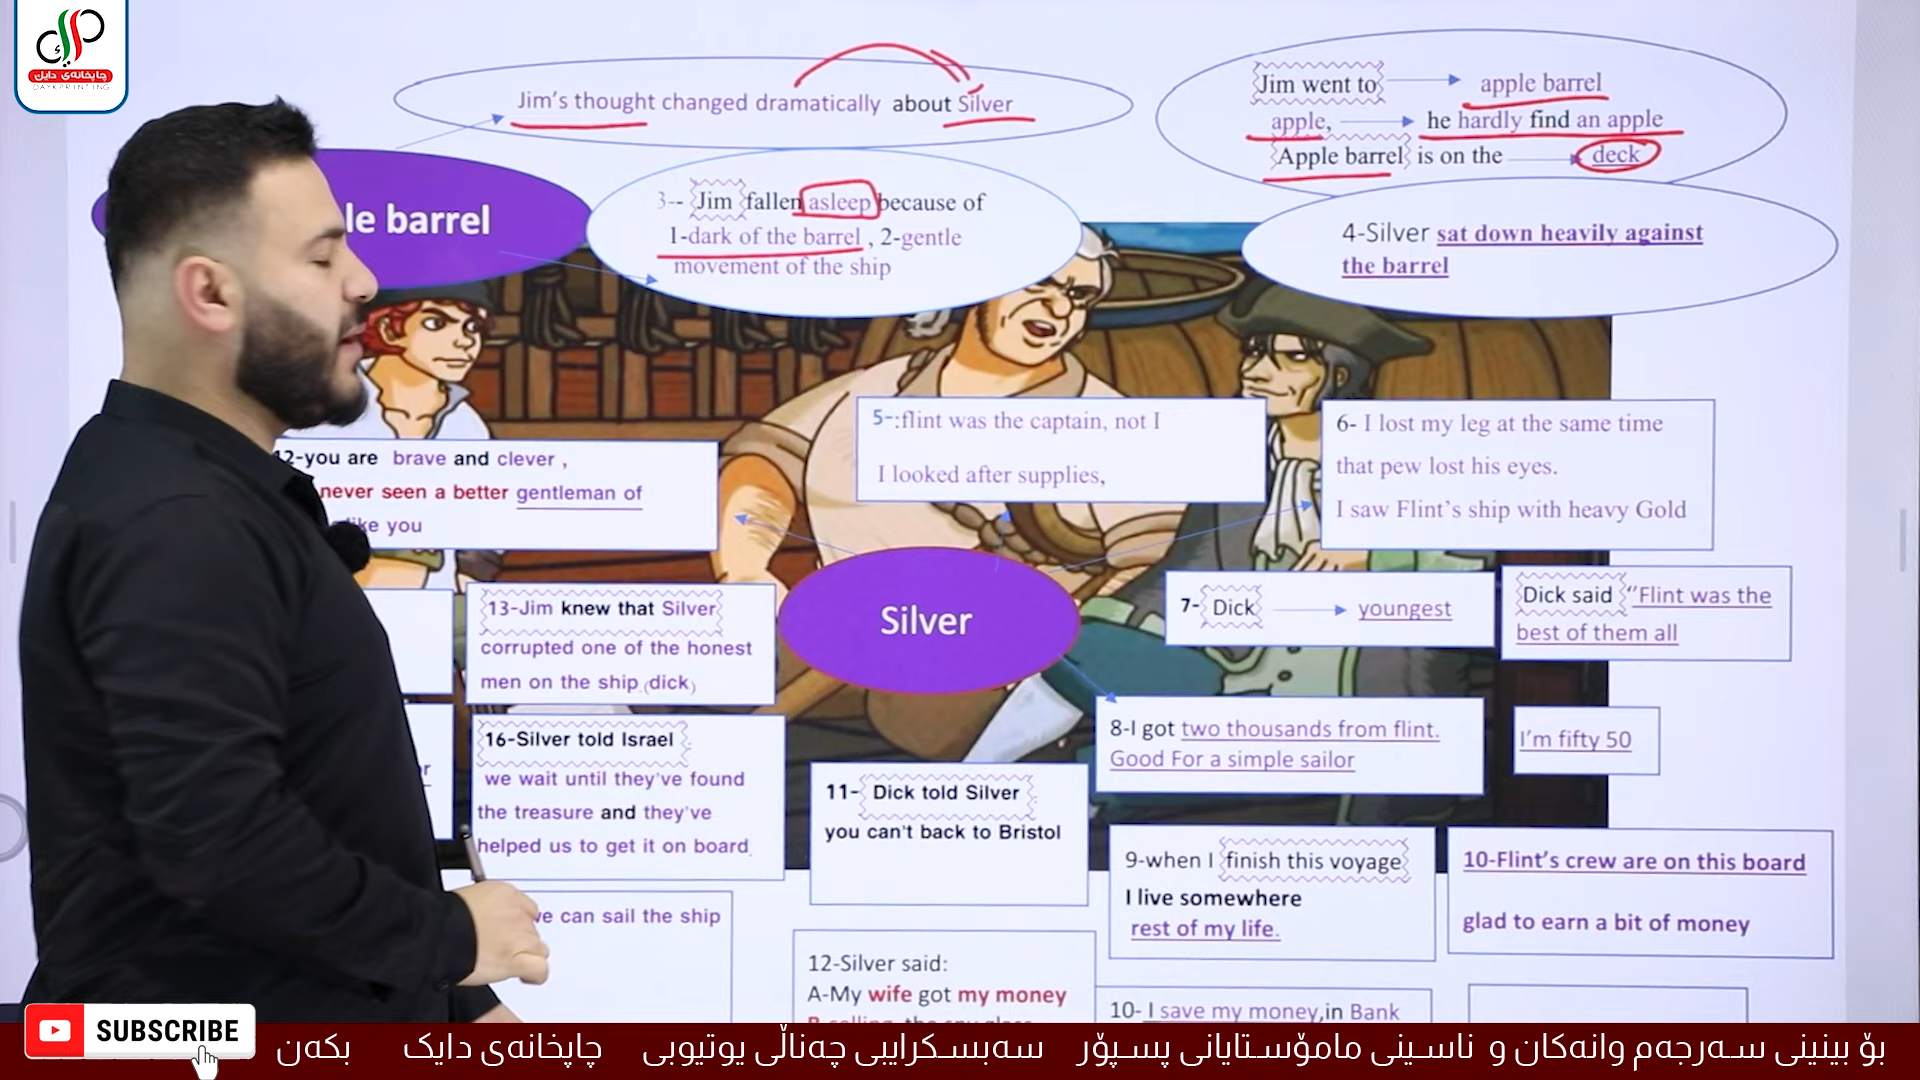 چاپخانەی دایک
DAYK PRINTING
Jim's thought changed dramatically about Silver
Jim went to apple barrel
apple, he hardly find an apple
Apple barrel is on the deck
le barrel
3-- Jim fallen asleep because of
1-dark of the barrel , 2-gentle
movement of the ship
4-Silver sat down heavily against
the barrel
5-:flint was the captain, not I
I looked after supplies,
6- I lost my leg at the same time
that pew lost his eyes.
I saw Flint's ship with heavy Gold
12-you are brave and clever ,
never seen a better gentleman of
like you
Silver
7- Dick youngest
Dick said "Flint was the
best of them all
13-Jim knew that Silver
corrupted one of the honest
men on the ship (dick)
8-I got two thousands from flint.
Good For a simple sailor
I'm fifty 50
16-Silver told Israel
we wait until they've found
the treasure and they've
helped us to get it on board.
11- Dick told Silver
you can't back to Bristol
9-when I finish this voyage
I live somewhere
rest of my life.
10-Flint's crew are on this board
glad to earn a bit of money
we can sail the ship
12-Silver said:
A-My wife got my money
10- I save my money,in Bank
SUBSCRIBE
بۆ بینینی سەرجەم وانەکان و ناسینی مامۆستایانی پسپۆڕ سەبسکرایبی چەناڵی یوتیوبی چاپخانەی دایک بکەن